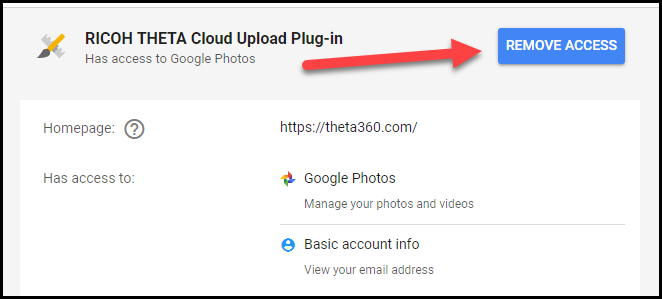 RICOH THETA Cloud Upload Plug-in
Has access to Google Photos
REMOVE ACCESS
Homepage: ?
https://theta360.com/
Has access to:
Google Photos
Manage your photos and videos
Basic account info
View your email address